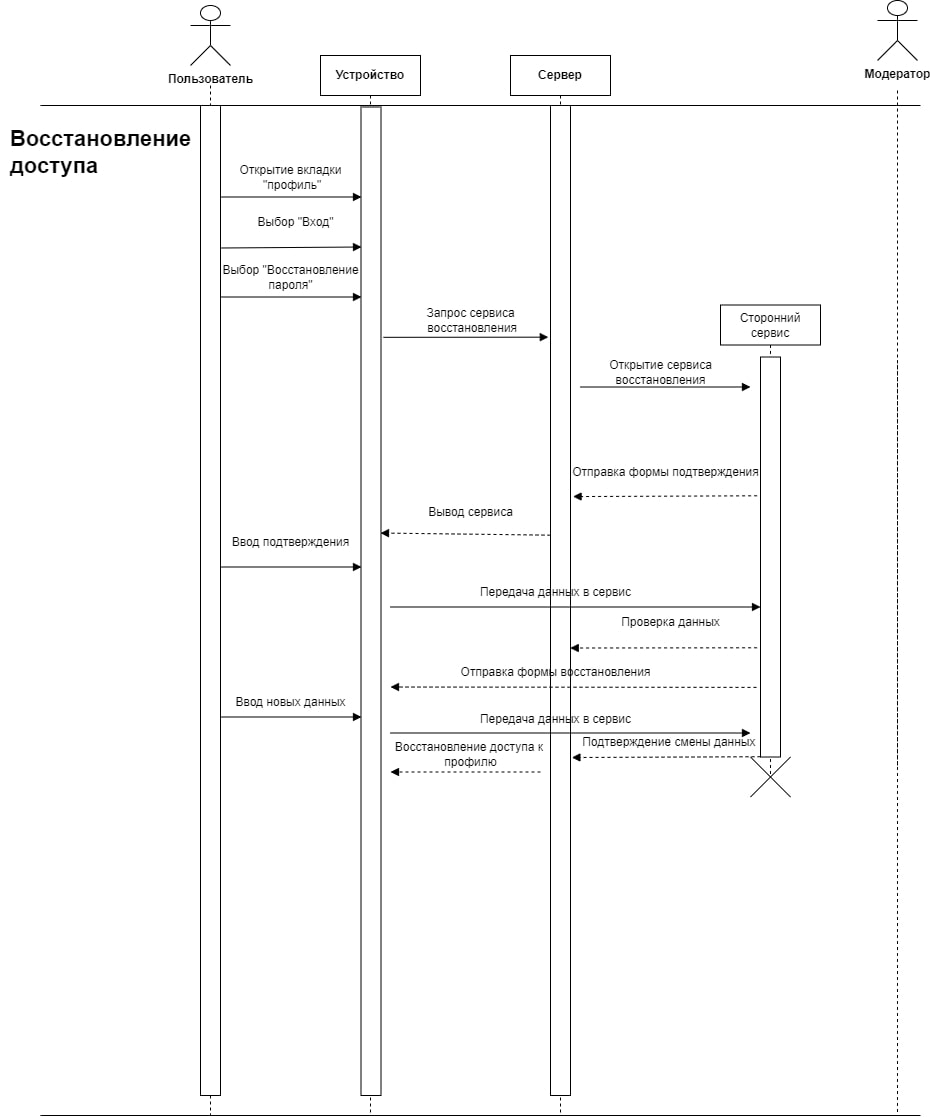 Пользователь
Устройство
Сервер
Модератор
Восстановление
доступа
Открытие вкладки
"профиль"
Выбор "Вход"
Выбор "Восстановление
пароля"
Запрос сервиса
восстановления
Сторонний
сервис
Открытие сервиса
восстановления
Отправка формы подтверждения
Вывод сервиса
Ввод подтверждения
Передача данных в сервис
Проверка данных
Отправка формы восстановления
Ввод новых данных
Передача данных в сервис
Подтверждение смены данных
Восстановление доступа к
профилю